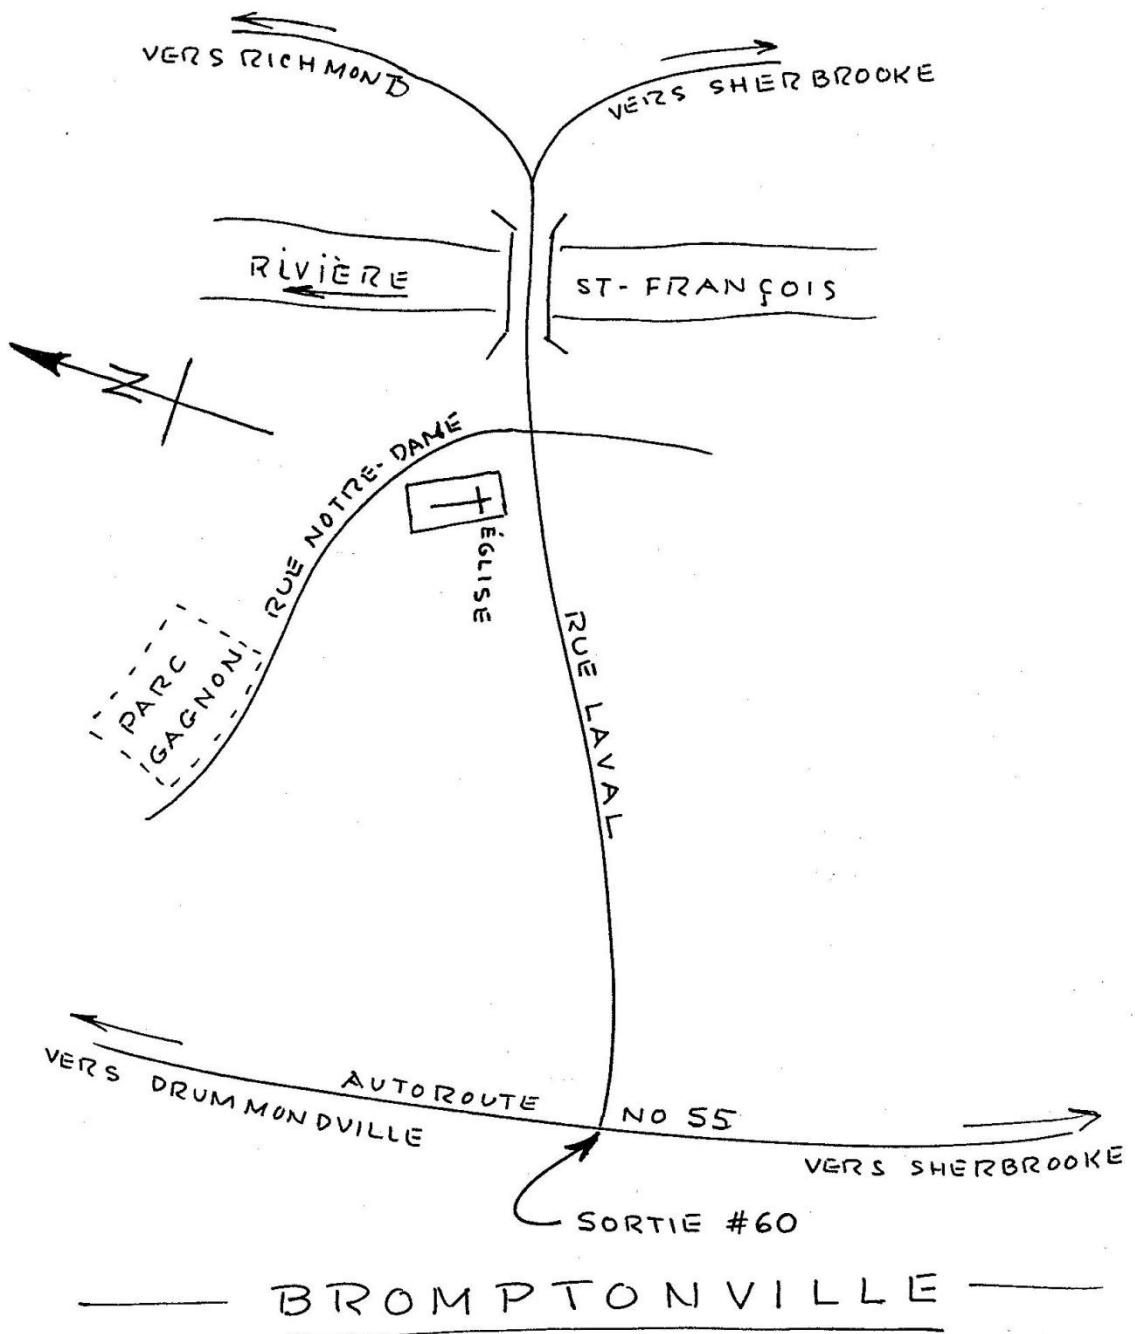 VERS RICHMOND
VERS SHERBROOKE
RIVIÈRE
ST-FRANÇOIS
N
RUE NOTRE-DAME
ÉGLISE
PARC
GAGNON
RUE LAVAL
VERS DRUMMONDVILLE
AUTOROUTE
NO 55
VERS SHERBROOKE
SORTIE #60
BROMPTONVILLE